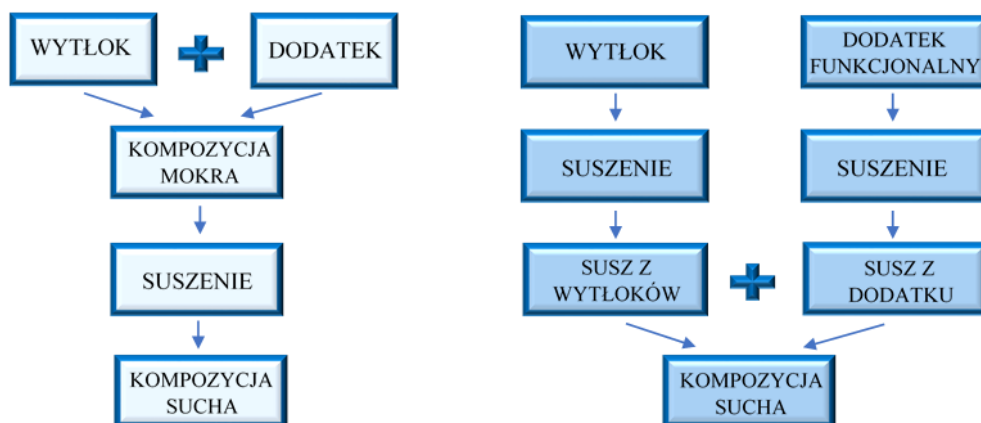 WYTŁOK
DODATEK
KOMPOZYCJA
MOKRA
SUSZENIE
KOMPOZYCJA
SUCHA
WYTŁOK
DODATEK
FUNKCJONALNY
SUSZENIE
SUSZENIE
SUSZ Z
WYTŁOKÓW
SUSZ Z
DODATKU
KOMPOZYCJA
SUCHA